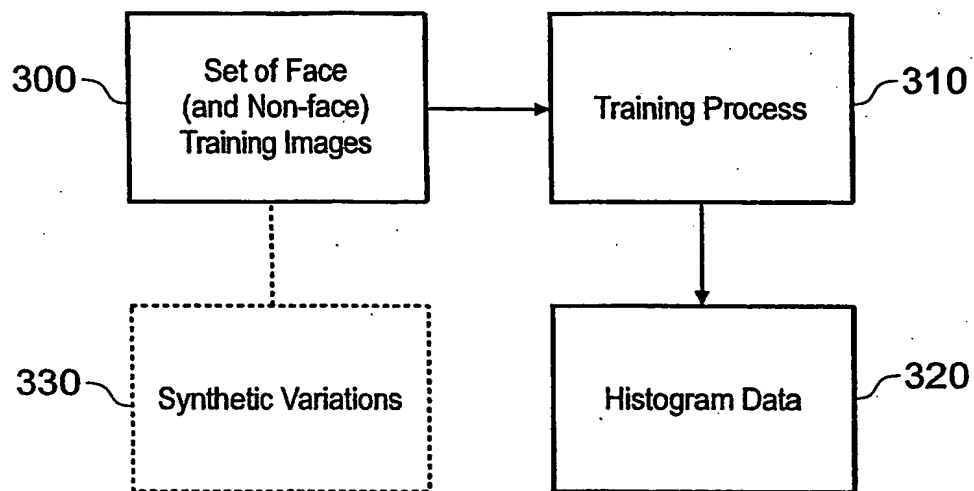 300
Set of Face
(and Non-face)
Training Images
Training Process
310
330
Synthetic Variations
Histogram Data
320